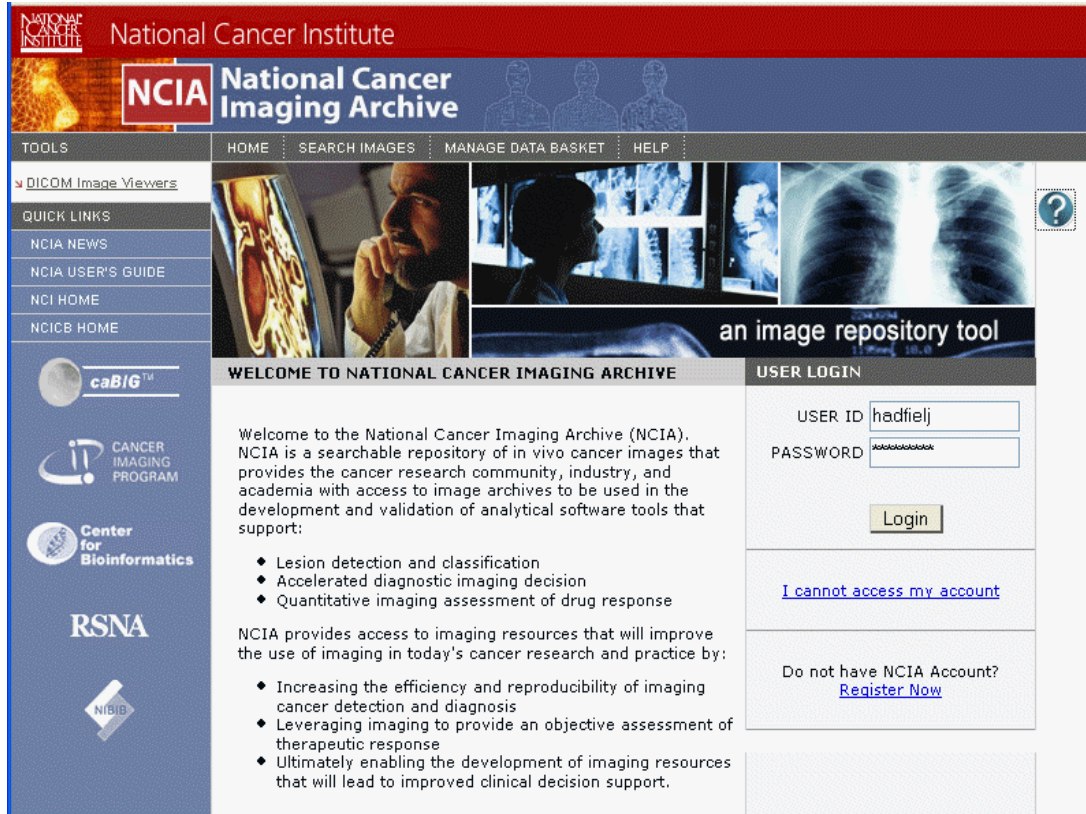 NATIONAL CANCER INSTITUTE
National Cancer Institute
NCIA
National Cancer
Imaging Archive
TOOLS
HOME
SEARCH IMAGES
MANAGE DATA BASKET
HELP
DICOM Image Viewers
QUICK LINKS
NCIA NEWS
NCIA USER'S GUIDE
NCI HOME
NCICB HOME
caBIG™
CANCER
IMAGING
PROGRAM
Center
for
Bioinformatics
RSNA
NIBIB
?
an image repository tool
WELCOME TO NATIONAL CANCER IMAGING ARCHIVE
Welcome to the National Cancer Imaging Archive (NCIA).
NCIA is a searchable repository of in vivo cancer images that
provides the cancer research community, industry, and
academia with access to image archives to be used in the
development and validation of analytical software tools that
support:
◆ Lesion detection and classification
◆ Accelerated diagnostic imaging decision
◆ Quantitative imaging assessment of drug response
NCIA provides access to imaging resources that will improve
the use of imaging in today's cancer research and practice by:
◆ Increasing the efficiency and reproducibility of imaging
cancer detection and diagnosis
◆ Leveraging imaging to provide an objective assessment of
therapeutic response
◆ Ultimately enabling the development of imaging resources
that will lead to improved clinical decision support.
USER LOGIN
USER ID hadfielj
PASSWORD **********
Login
I cannot access my account
Do not have NCIA Account?
Register Now